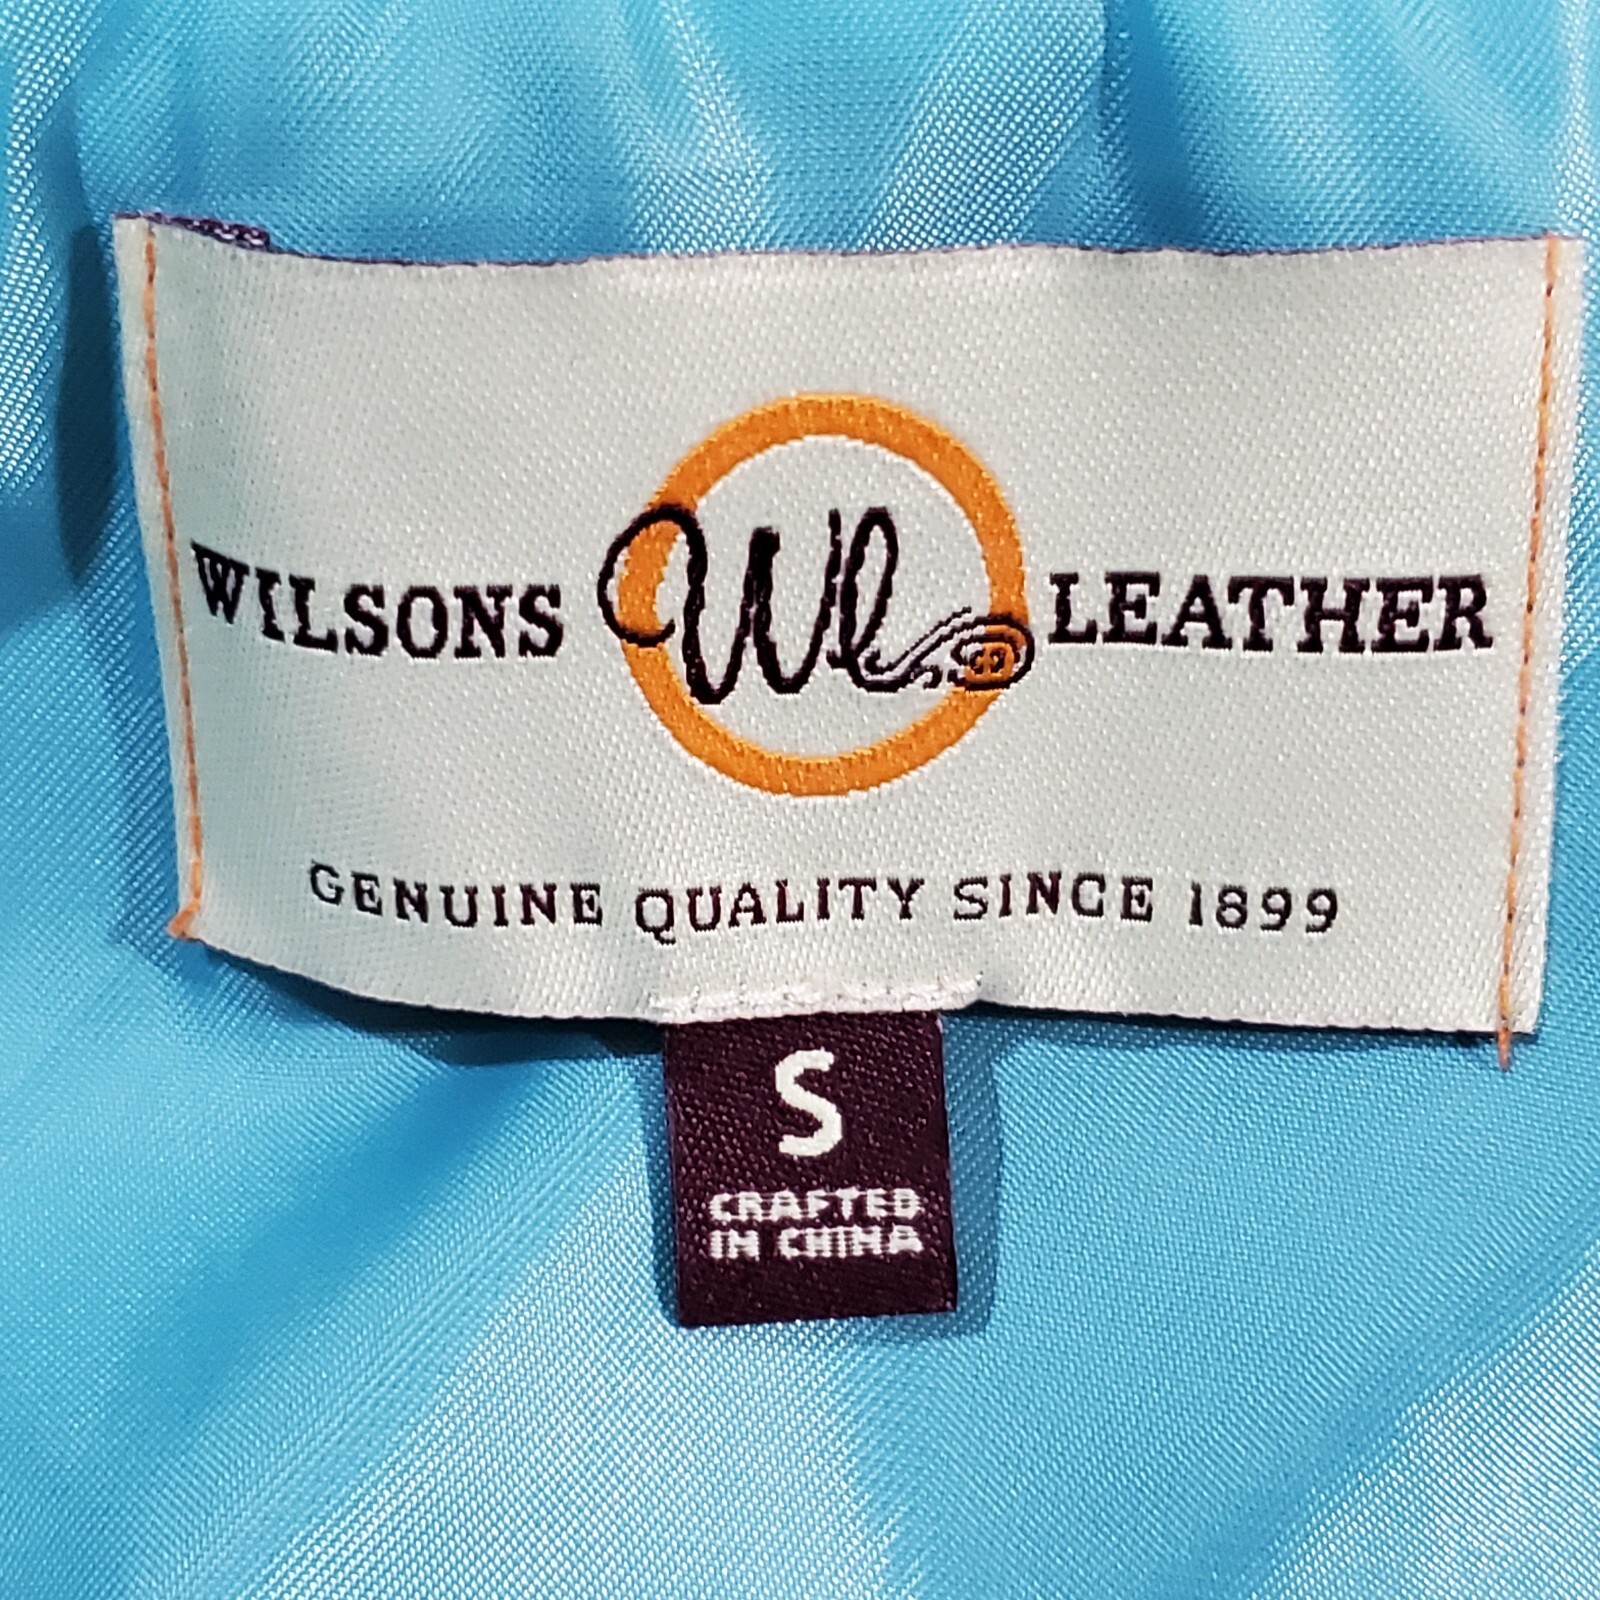 WILSONS Wl LEATHER
GENUINE QUALITY SINCE 1899
S
CRAFTED
IN CHINA